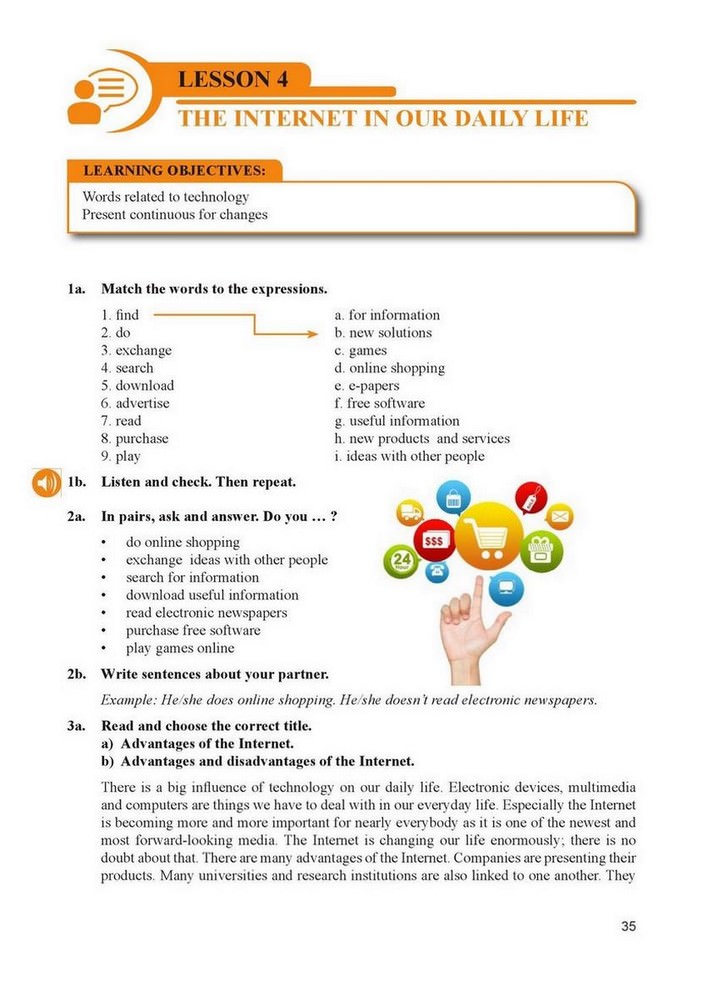 LESSON 4
THE INTERNET IN OUR DAILY LIFE
LEARNING OBJECTIVES:
Words related to technology
Present continuous for changes
1a. Match the words to the expressions.
1. find
2. do
3. exchange
4. search
5. download
6. advertise
7. read
8. purchase
9. play
a. for information
b. new solutions
c. games
d. online shopping
e. e-papers
f. free software
g. useful information
h. new products and services
i. ideas with other people
1b. Listen and check. Then repeat.
2a. In pairs, ask and answer. Do you … ?
• do online shopping
• exchange ideas with other people
• search for information
• download useful information
• read electronic newspapers
• purchase free software
• play games online
SALE
$$$
24
Hour
2b. Write sentences about your partner.
Example: He/she does online shopping. He/she doesn't read electronic newspapers.
3a. Read and choose the correct title.
a) Advantages of the Internet.
b) Advantages and disadvantages of the Internet.
There is a big influence of technology on our daily life. Electronic devices, multimedia
and computers are things we have to deal with in our everyday life. Especially the Internet
is becoming more and more important for nearly everybody as it is one of the newest and
most forward-looking media. The Internet is changing our life enormously; there is no
doubt about that. There are many advantages of the Internet. Companies are presenting their
products. Many universities and research institutions are also linked to one another. They
35